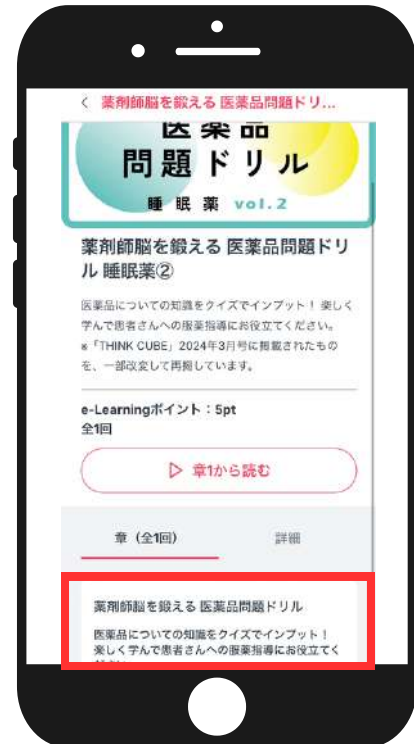 < 薬剤師脳を鍛える 医薬品問題ドリ...
医薬品
問題ドリル
睡眠薬 vol.2
薬剤師脳を鍛える 医薬品問題ドリ
ル 睡眠薬②
医薬品についての知識をクイズでインプット！ 楽しく
学んで患者さんへの服薬指導にお役立てください。
※「THINK CUBE」2024年3月号に掲載されたもの
を、一部改変して再掲しています。
e-Learningポイント：5pt
全1回
▷ 章1から読む
章（全1回） 詳細
薬剤師脳を鍛える 医薬品問題ドリル
医薬品についての知識をクイズでインプット！
楽しく学んで患者さんへの服薬指導にお役立てく